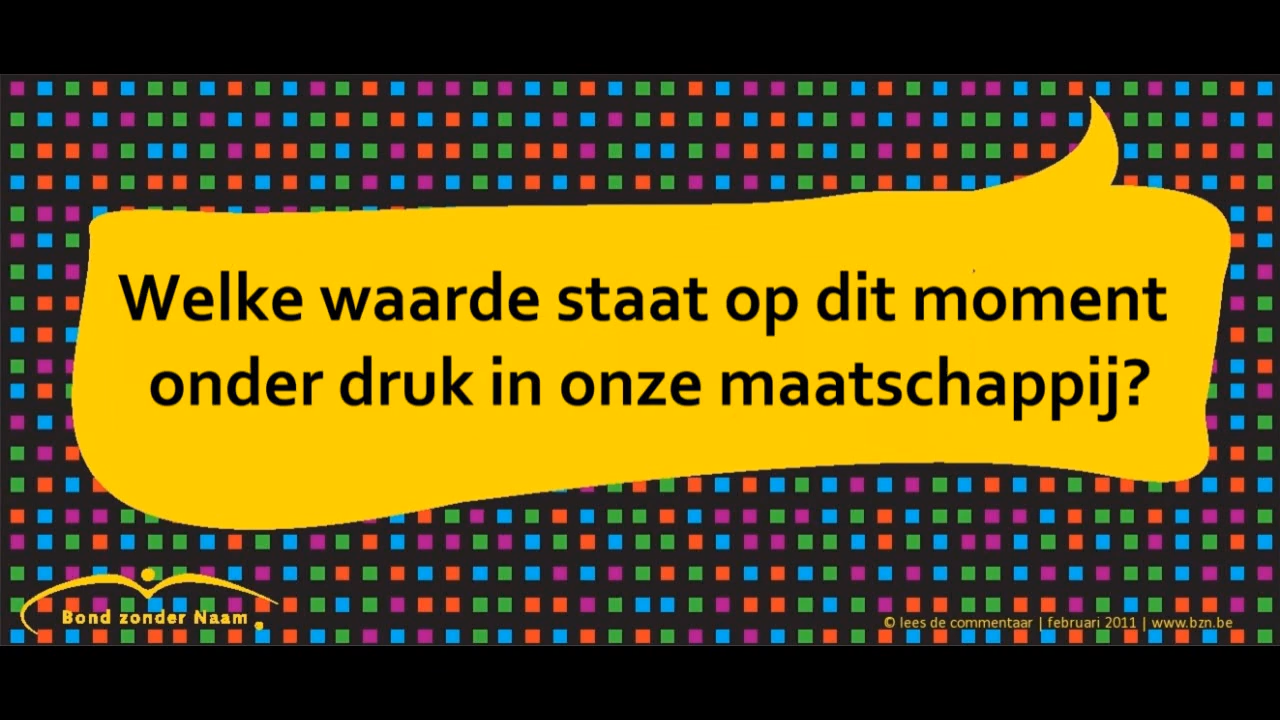 Welke waarde staat op dit moment
onder druk in onze maatschappij?
Bond zonder Naam
© lees de commentaar | februari 2011 | www.bzn.be